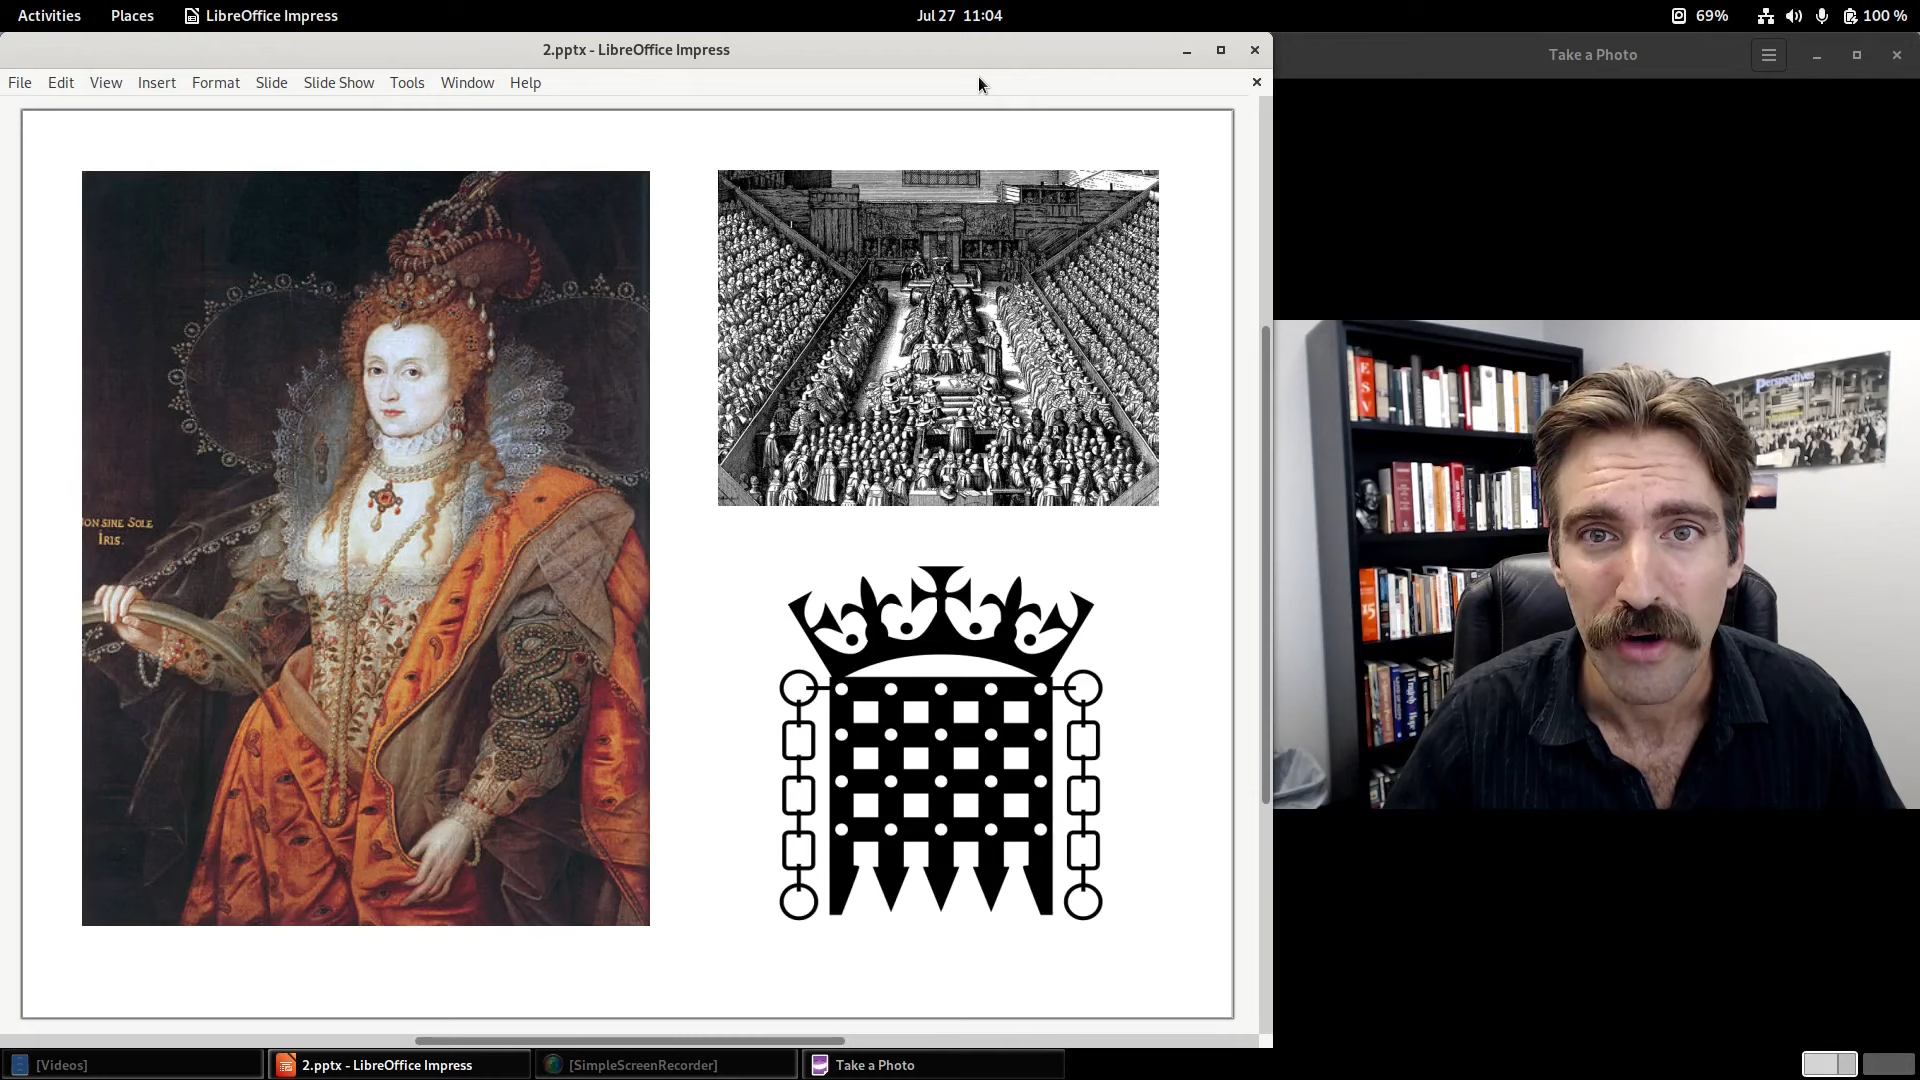 Activities Places LibreOffice Impress Jul 27 11:04 69% 100 %
2.pptx - LibreOffice Impress
Take a Photo
File Edit View Insert Format Slide Slide Show Tools Window Help
ON SINE SOLE
IRIS.
ESV
Perspectives
[Videos] 2.pptx - LibreOffice Impress [SimpleScreenRecorder] Take a Photo